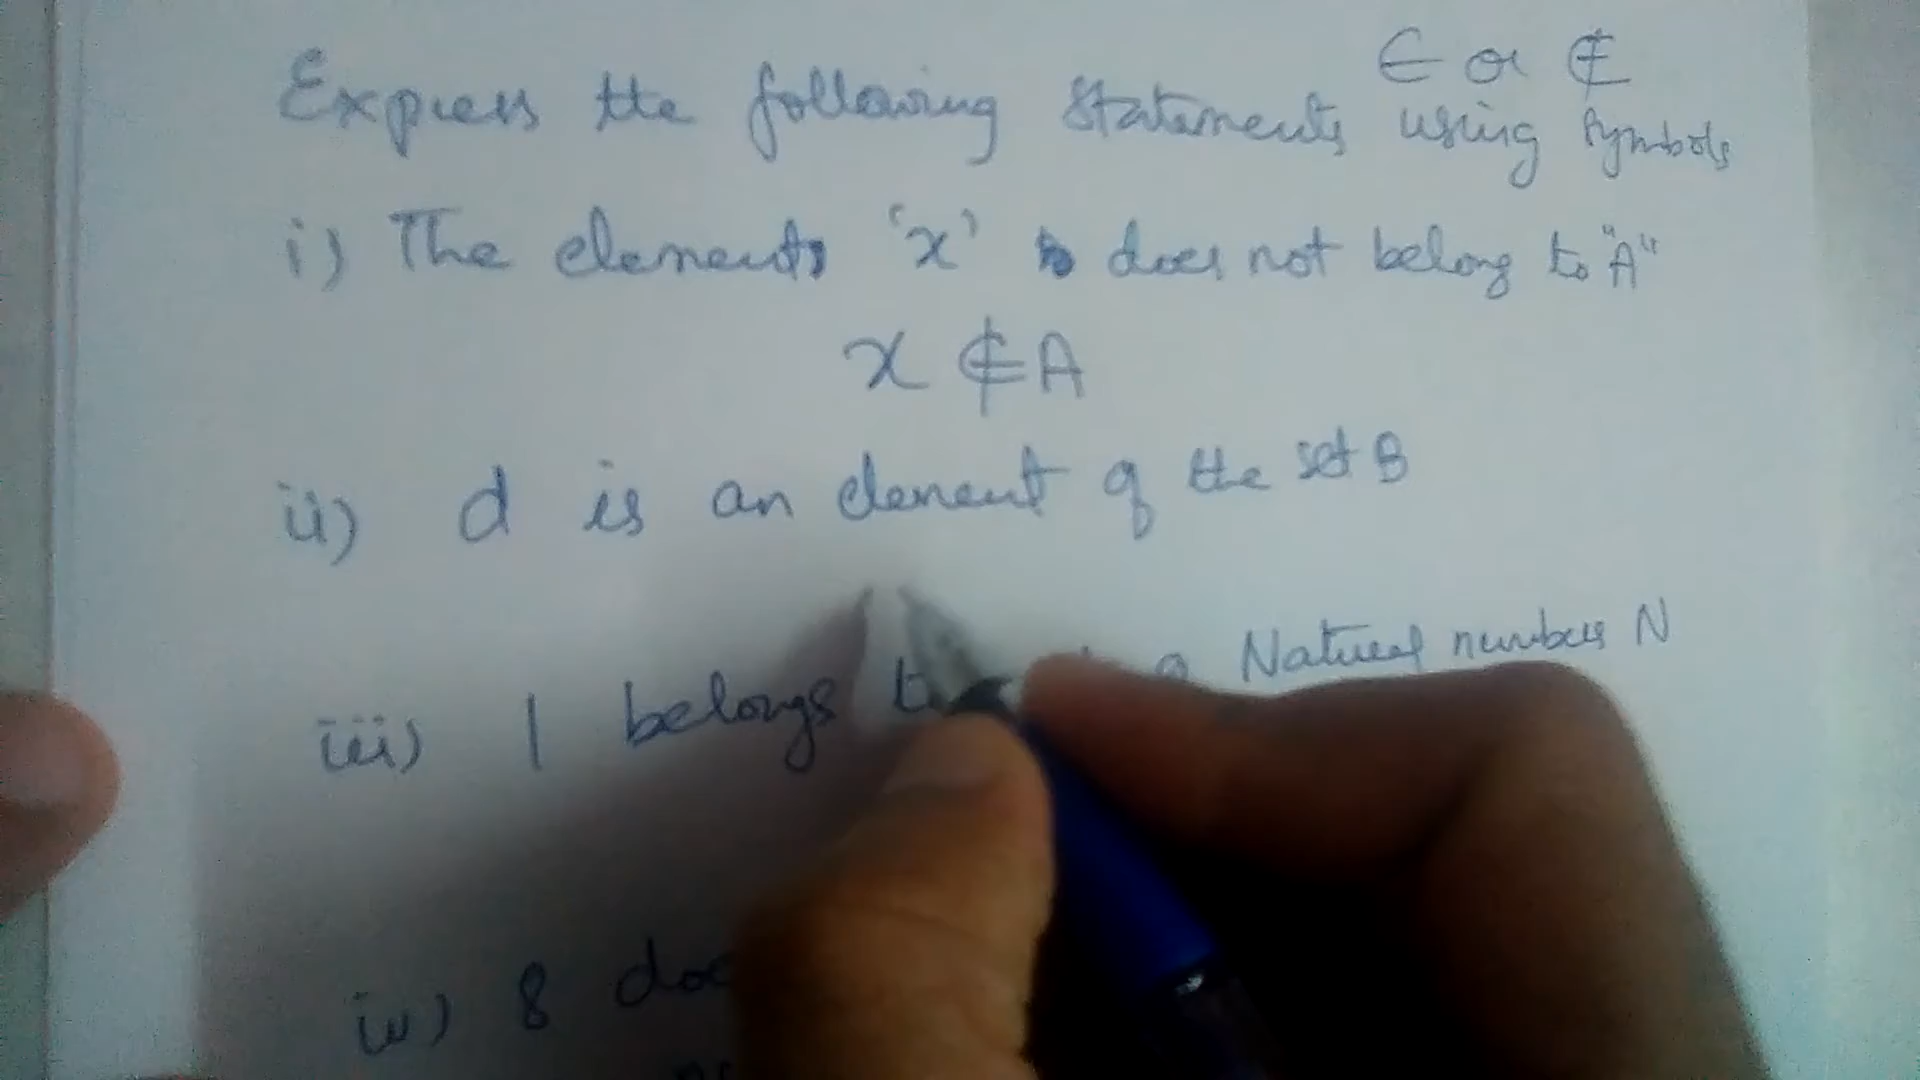 ∈ or ∉
Express the following statements using symbols
i) The element 'x' does not belong to "A"
x ∉ A
ii) d is an element of the set B
iii) 1 belongs Natural numbers N
iv) 8